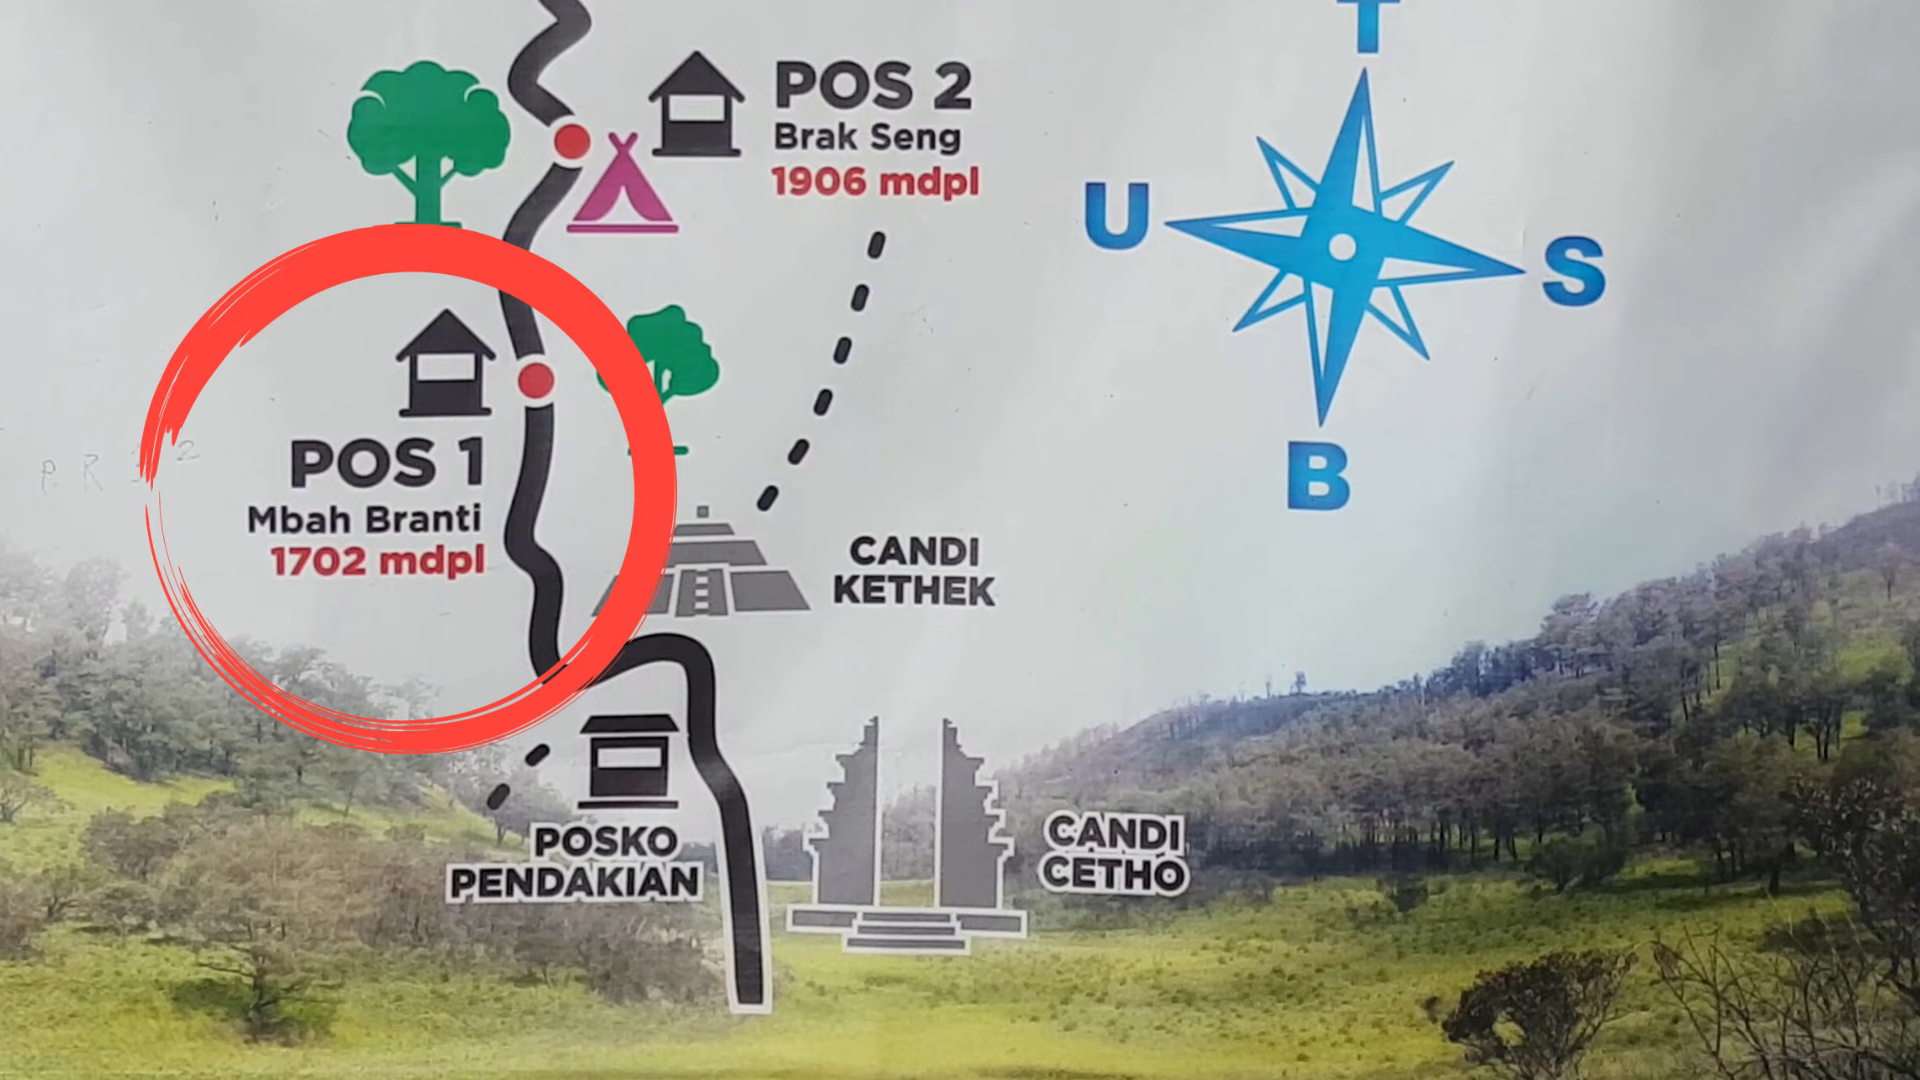 T
POS 2
Brak Seng
1906 mdpl
U
S
B
POS 1
Mbah Branti
1702 mdpl
P R
CANDI
KETHEK
POSKO
PENDAKIAN
CANDI
CETHO